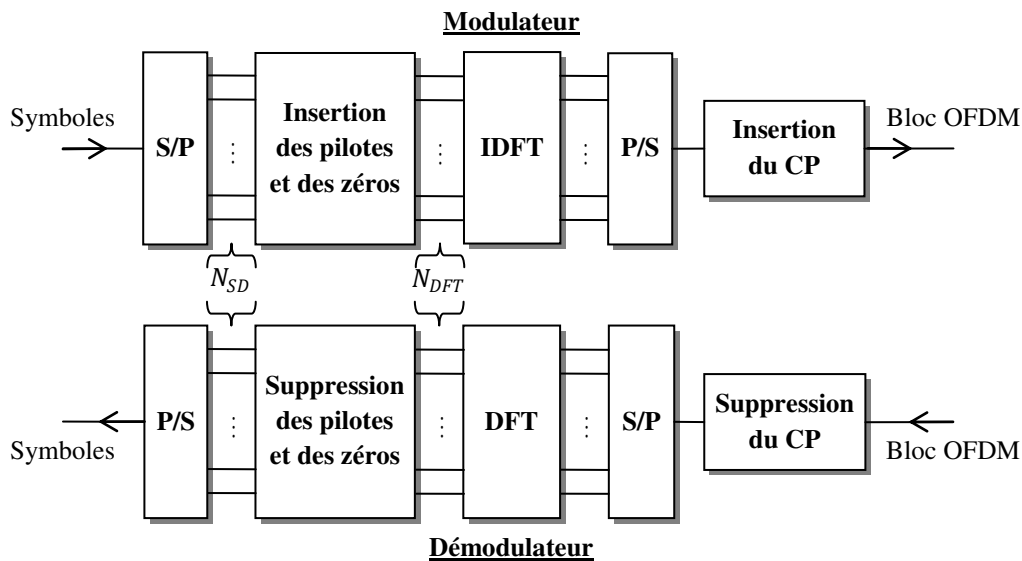 Modulateur
Symboles
S/P
Insertion
des pilotes
et des zéros
IDFT
P/S
Insertion
du CP
Bloc OFDM
N_SD
N_DFT
P/S
Suppression
des pilotes
et des zéros
DFT
S/P
Suppression
du CP
Symboles
Bloc OFDM
Démodulateur